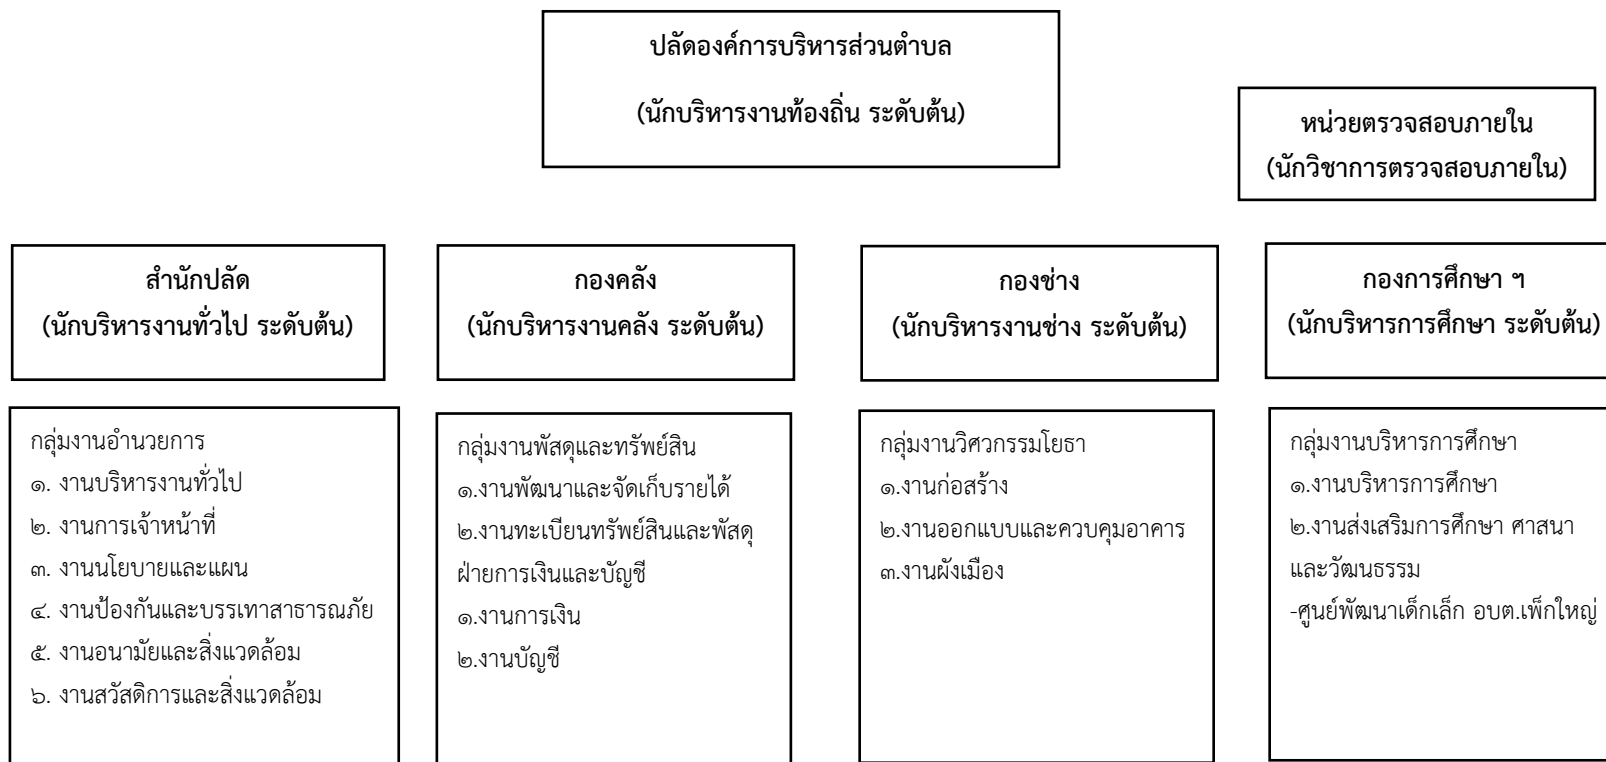 ปลัดองค์การบริหารส่วนตำบล
(นักบริหารงานท้องถิ่น ระดับต้น)
หน่วยตรวจสอบภายใน
(นักวิชาการตรวจสอบภายใน)
สำนักปลัด
(นักบริหารงานทั่วไป ระดับต้น)
กองคลัง
(นักบริหารงานคลัง ระดับต้น)
กองช่าง
(นักบริหารงานช่าง ระดับต้น)
กองการศึกษา ฯ
(นักบริหารการศึกษา ระดับต้น)
กลุ่มงานอำนวยการ
๑. งานบริหารงานทั่วไป
๒. งานการเจ้าหน้าที่
๓. งานนโยบายและแผน
๔. งานป้องกันและบรรเทาสาธารณภัย
๕. งานอนามัยและสิ่งแวดล้อม
๖. งานสวัสดิการและสิ่งแวดล้อม
กลุ่มงานพัสดุและทรัพย์สิน
๑.งานพัฒนาและจัดเก็บรายได้
๒.งานทะเบียนทรัพย์สินและพัสดุ
ฝ่ายการเงินและบัญชี
๑.งานการเงิน
๒.งานบัญชี
กลุ่มงานวิศวกรรมโยธา
๑.งานก่อสร้าง
๒.งานออกแบบและควบคุมอาคาร
๓.งานผังเมือง
กลุ่มงานบริหารการศึกษา
๑.งานบริหารการศึกษา
๒.งานส่งเสริมการศึกษา ศาสนา
และวัฒนธรรม
-ศูนย์พัฒนาเด็กเล็ก อบต.เพ็กใหญ่